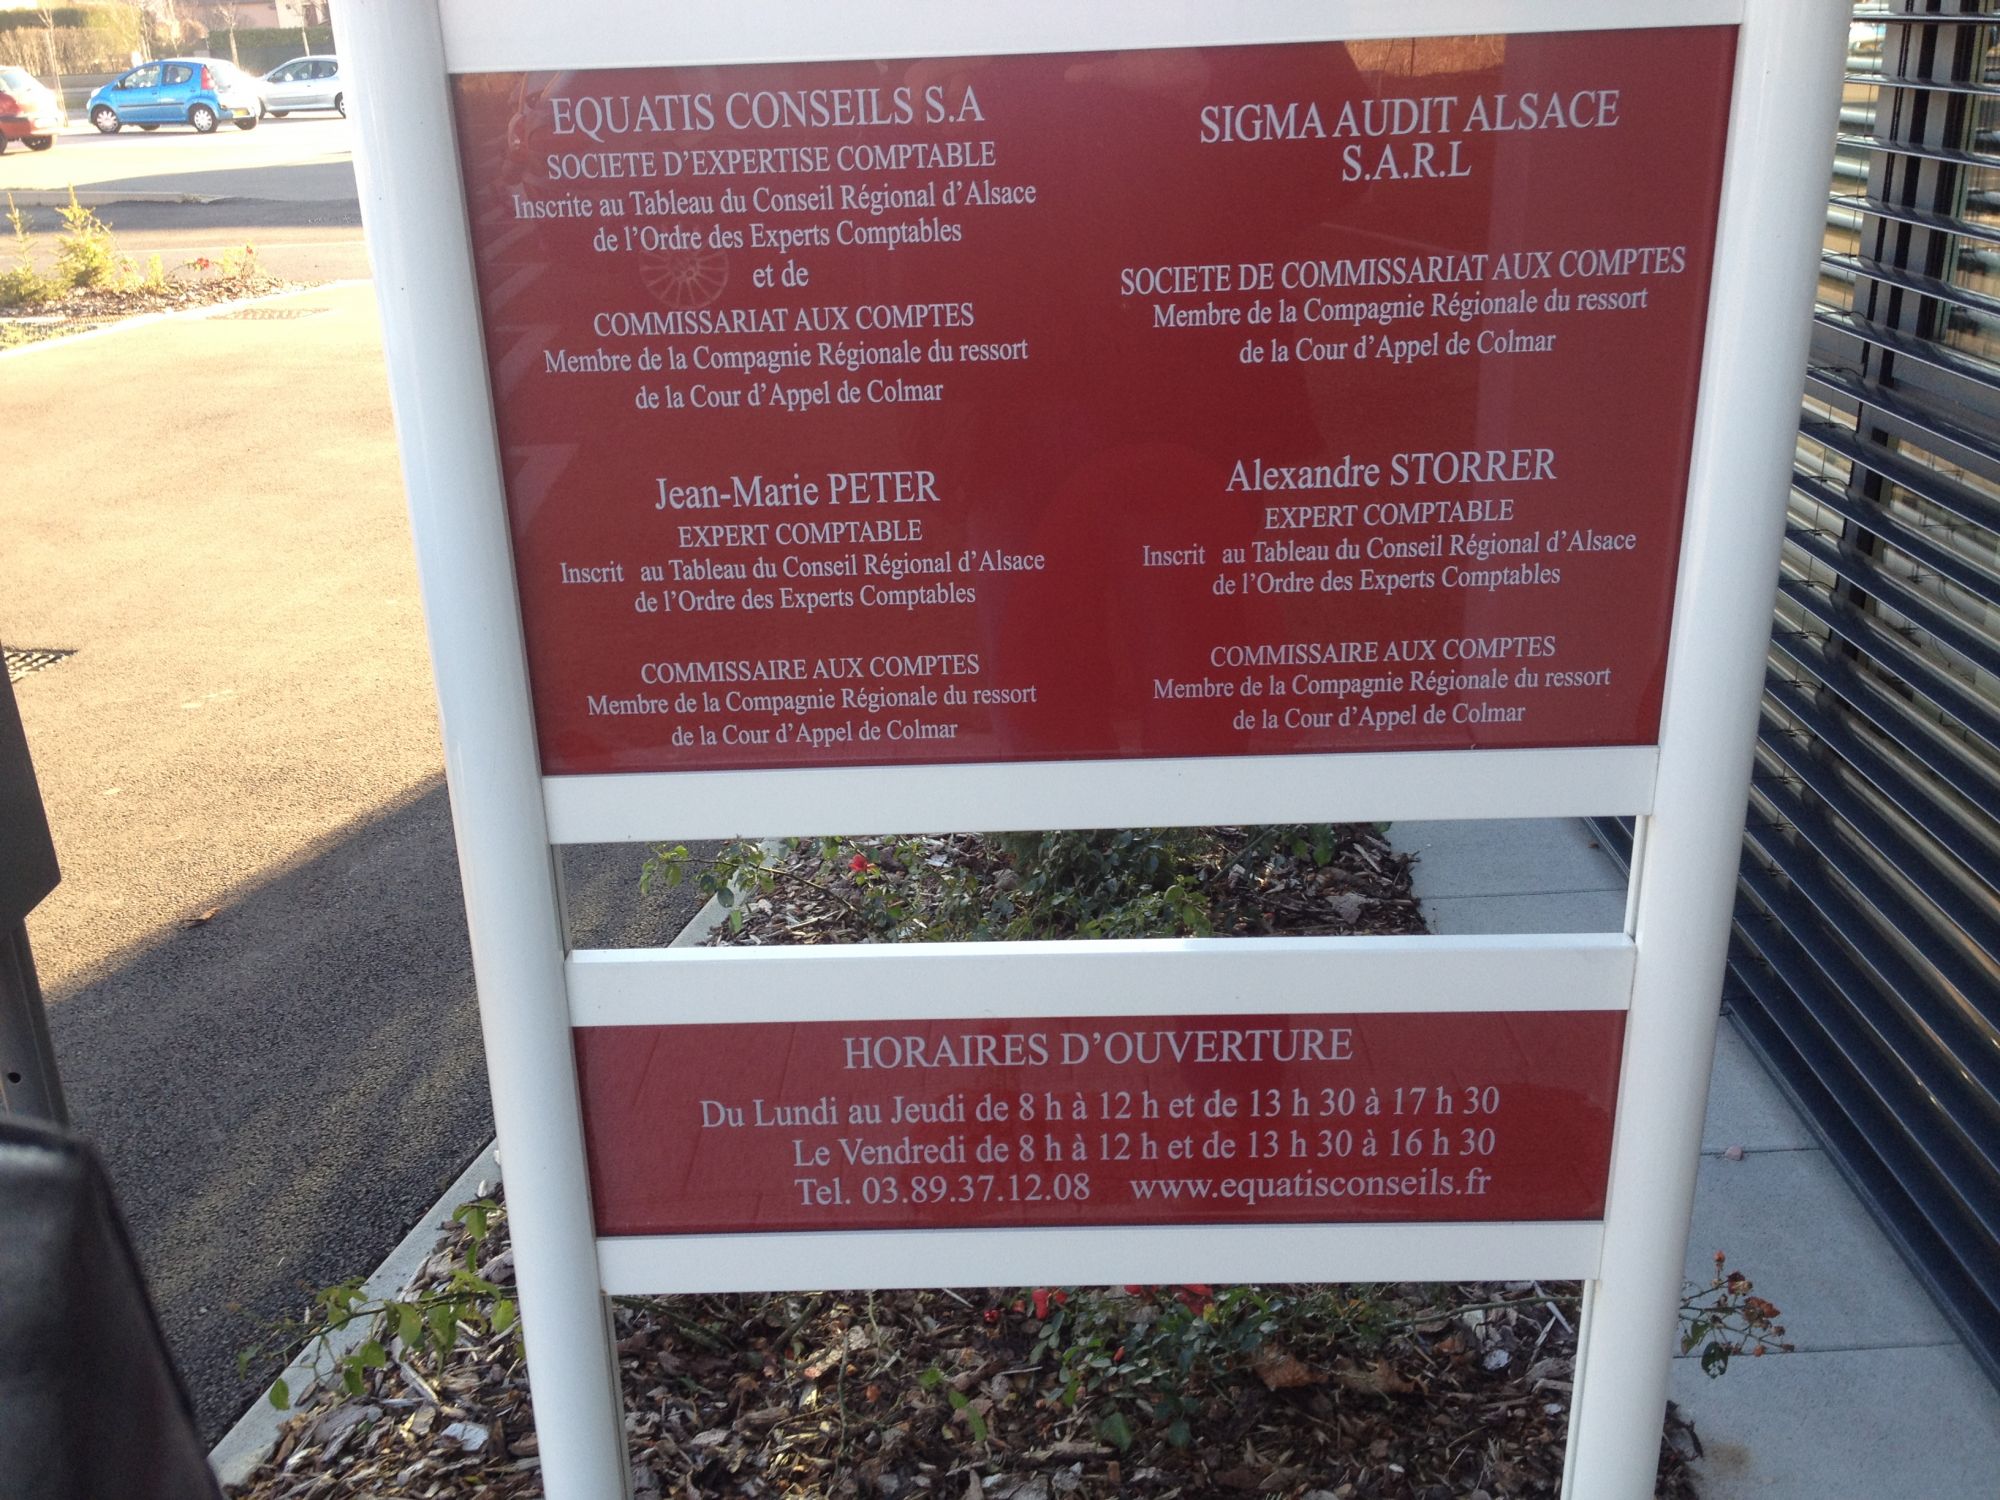 EQUATIS CONSEILS S.A
SOCIETE D'EXPERTISE COMPTABLE
Inscrite au Tableau du Conseil Régional d'Alsace
de l'Ordre des Experts Comptables
et de
COMMISSARIAT AUX COMPTES
Membre de la Compagnie Régionale du ressort
de la Cour d'Appel de Colmar
Jean-Marie PETER
EXPERT COMPTABLE
Inscrit au Tableau du Conseil Régional d'Alsace
de l'Ordre des Experts Comptables
COMMISSAIRE AUX COMPTES
Membre de la Compagnie Régionale du ressort
de la Cour d'Appel de Colmar
SIGMA AUDIT ALSACE
S.A.R.L
SOCIETE DE COMMISSARIAT AUX COMPTES
Membre de la Compagnie Régionale du ressort
de la Cour d'Appel de Colmar
Alexandre STORRER
EXPERT COMPTABLE
Inscrit au Tableau du Conseil Régional d'Alsace
de l'Ordre des Experts Comptables
COMMISSAIRE AUX COMPTES
Membre de la Compagnie Régionale du ressort
de la Cour d'Appel de Colmar
HORAIRES D'OUVERTURE
Du Lundi au Jeudi de 8 h à 12 h et de 13 h 30 à 17 h 30
Le Vendredi de 8 h à 12 h et de 13 h 30 à 16 h 30
Tel. 03.89.37.12.08 www.equatisconseils.fr